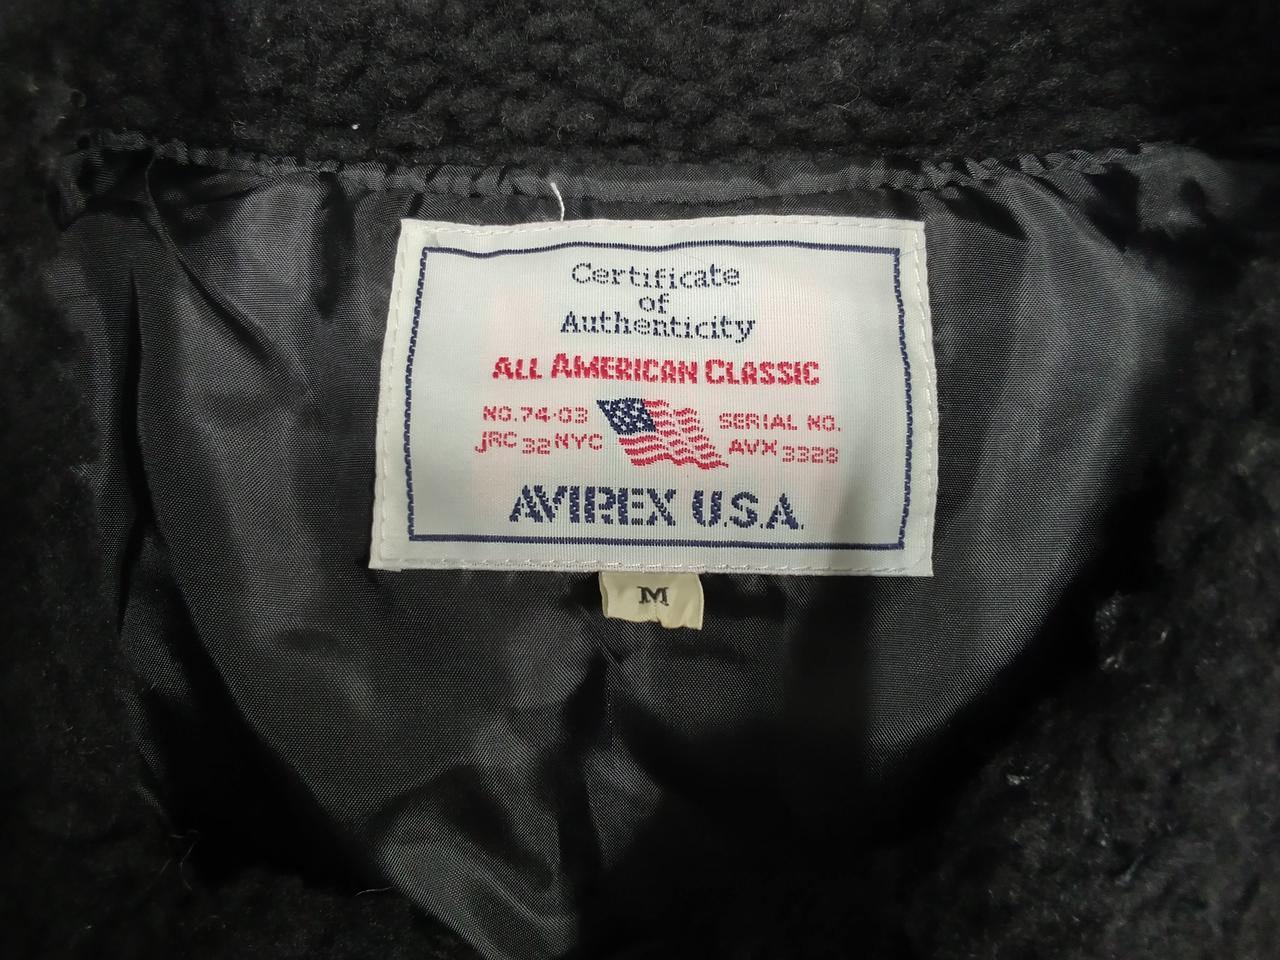 Certificate
of
Authenticity
ALL AMERICAN CLASSIC
NO.74-03
JRC 32 NYC
SERIAL NO.
AVX 3328
AVIREX U.S.A.
M